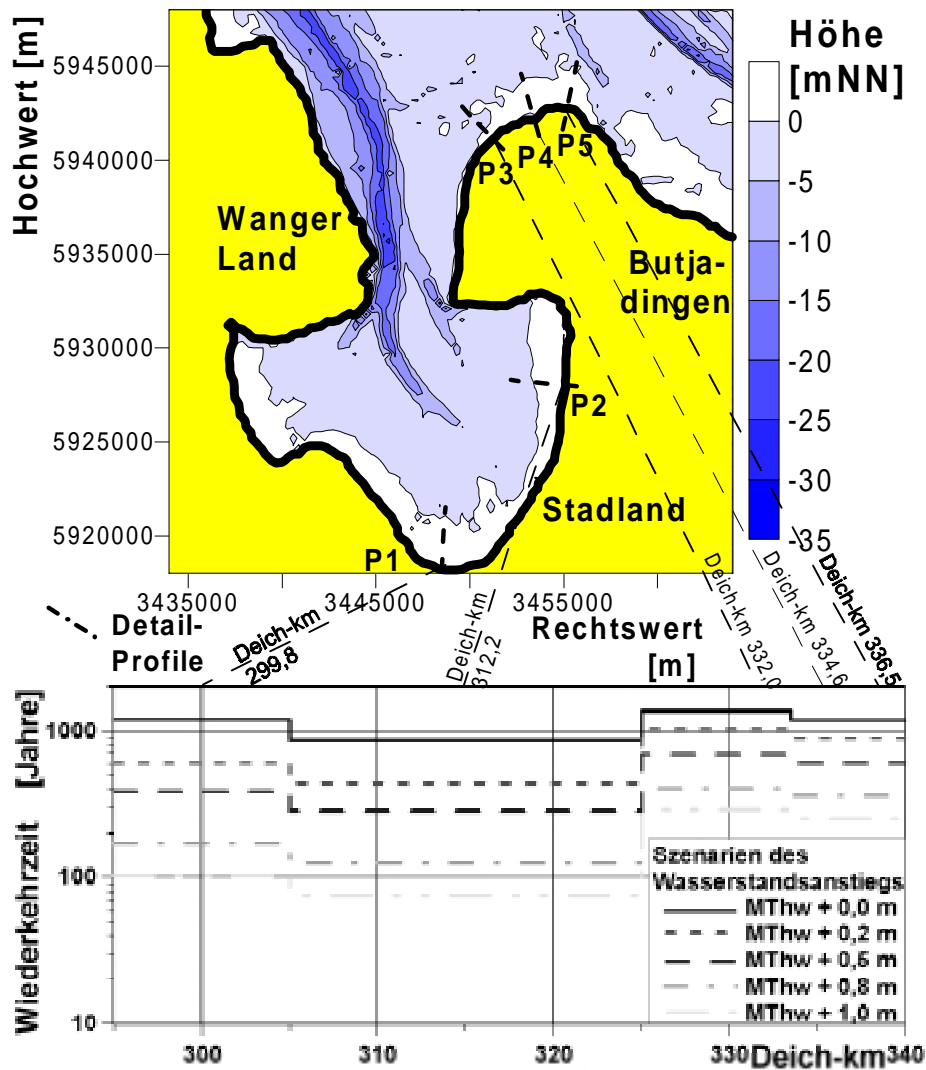 Hochwert [m]
5945000
5940000
5935000
5930000
5925000
5920000
Höhe
[mNN]
0
-5
-10
-15
-20
-25
-30
-35
Wanger
Land
P3
P4
P5
Butja-
dingen
P2
Stadland
P1
3435000
3445000
3455000
Rechtswert
[m]
Detail-
Profile
Deich-km
299,8
Deich-km
312,2
Deich-km 332,0
Deich-km 334,6
Deich-km 336,5
Wiederkehrzeit [Jahre]
1000
100
10
Szenarien des
Wasserstandsanstiegs
MThw + 0,0 m
MThw + 0,2 m
MThw + 0,5 m
MThw + 0,8 m
MThw + 1,0 m
300
310
320
330
Deich-km
340